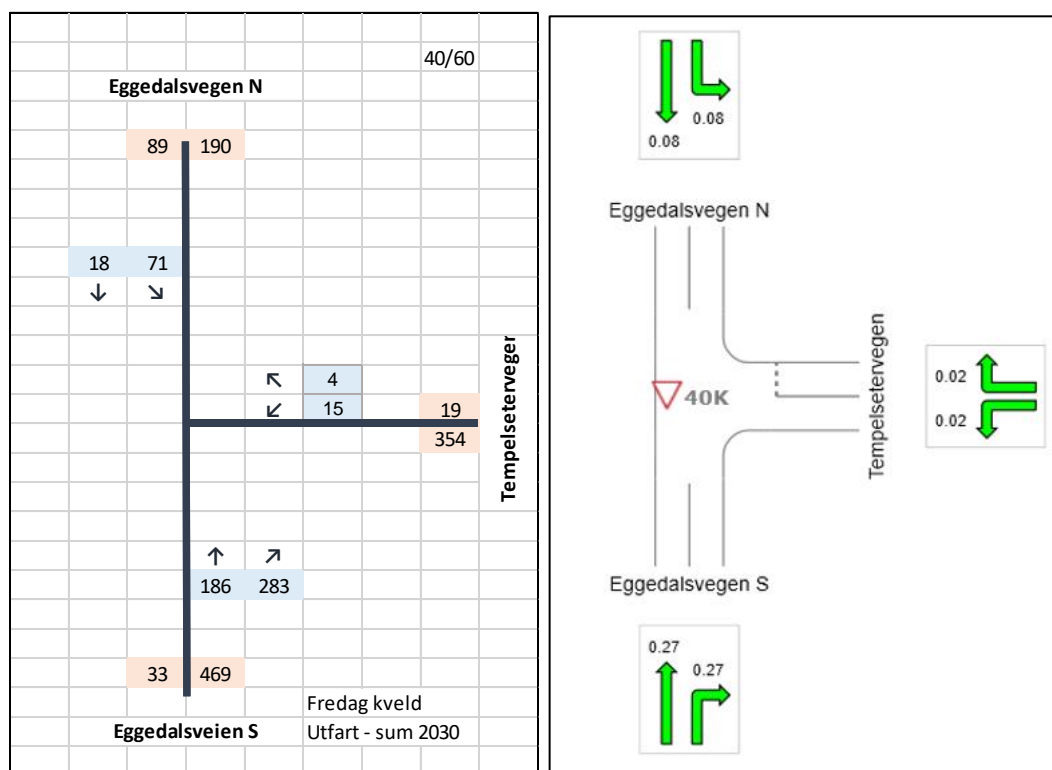 40/60
Eggedalsvegen N
89 190
18 71
↓ ↘
↖ 4
↙ 15 19
354
Tempelseterveger
↑ ↗
186 283
33 469
Fredag kveld
Eggedalsveien S Utfart - sum 2030
0.08
0.08
Eggedalsvegen N
40K
Tempelsetervegen
0.02
0.02
Eggedalsvegen S
0.27
0.27